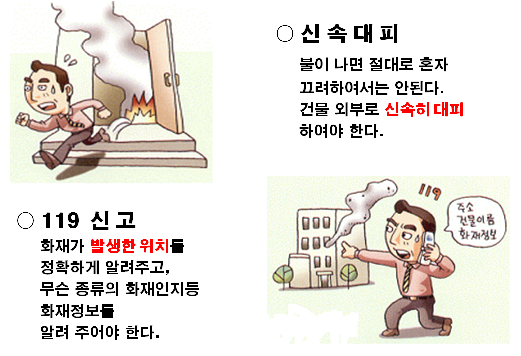 ○ 신 속 대 피
불이 나면 절대로 혼자
끄려하여서는 안된다.
건물 외부로 신속히 대피
하여야 한다.
○ 119 신 고
화재가 발생한 위치를
정확하게 알려주고,
무슨 종류의 화재인지등
화재정보를
알려 주어야 한다.
119
주소
건물이름
화재정보